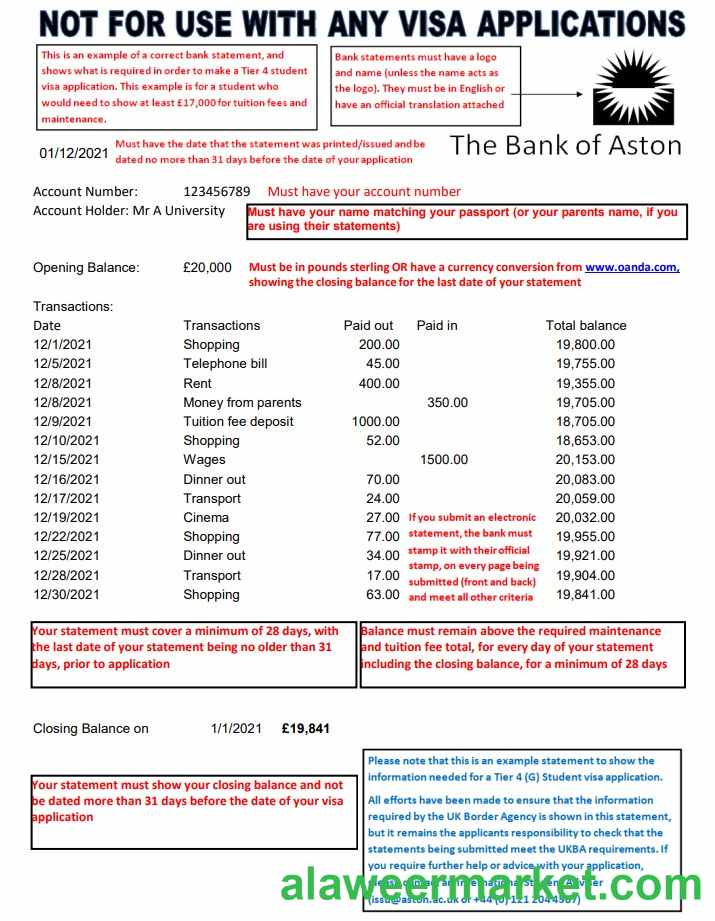 NOT FOR USE WITH ANY VISA APPLICATIONS
This is an example of a correct bank statement, and
shows what is required in order to make a Tier 4 student
visa application. This example is for a student who
would need to show at least £17,000 for tuition fees and
maintenance.
Bank statements must have a logo
and name (unless the name acts as
the logo). They must be in English or
have an official translation attached
The Bank of Aston
01/12/2021 Must have the date that the statement was printed/issued and be
dated no more than 31 days before the date of your application
Account Number: 123456789 Must have your account number
Account Holder: Mr A University
Must have your name matching your passport (or your parents name, if you
are using their statements)
Opening Balance: £20,000 Must be in pounds sterling OR have a currency conversion from www.oanda.com,
showing the closing balance for the last date of your statement
Transactions:
Date Transactions Paid out Paid in Total balance
12/1/2021 Shopping 200.00 19,800.00
12/5/2021 Telephone bill 45.00 19,755.00
12/8/2021 Rent 400.00 19,355.00
12/8/2021 Money from parents 350.00 19,705.00
12/9/2021 Tuition fee deposit 1000.00 18,705.00
12/10/2021 Shopping 52.00 18,653.00
12/15/2021 Wages 1500.00 20,153.00
12/16/2021 Dinner out 70.00 20,083.00
12/17/2021 Transport 24.00 20,059.00
12/19/2021 Cinema 27.00 If you submit an electronic 20,032.00
12/22/2021 Shopping 77.00 statement, the bank must 19,955.00
12/25/2021 Dinner out 34.00 stamp it with their official 19,921.00
12/28/2021 Transport 17.00 stamp, on every page being 19,904.00
submitted (front and back)
12/30/2021 Shopping 63.00 and meet all other criteria 19,841.00
Your statement must cover a minimum of 28 days, with
the last date of your statement being no older than 31
days, prior to application
Balance must remain above the required maintenance
and tuition fee total, for every day of your statement
including the closing balance, for a minimum of 28 days
Closing Balance on 1/1/2021 £19,841
Your statement must show your closing balance and not
be dated more than 31 days before the date of your visa
application
Please note that this is an example statement to show the
information needed for a Tier 4 (G) Student visa application.
All efforts have been made to ensure that the information
required by the UK Border Agency is shown in this statement,
but it remains the applicants responsibility to check that the
statements being submitted meet the UKBA requirements. If
you require further help or advice with your application,
please contact an International Student Adviser
(issu@aston.ac.uk or +44 (0) 121 204 4567)
alaweermarket.com